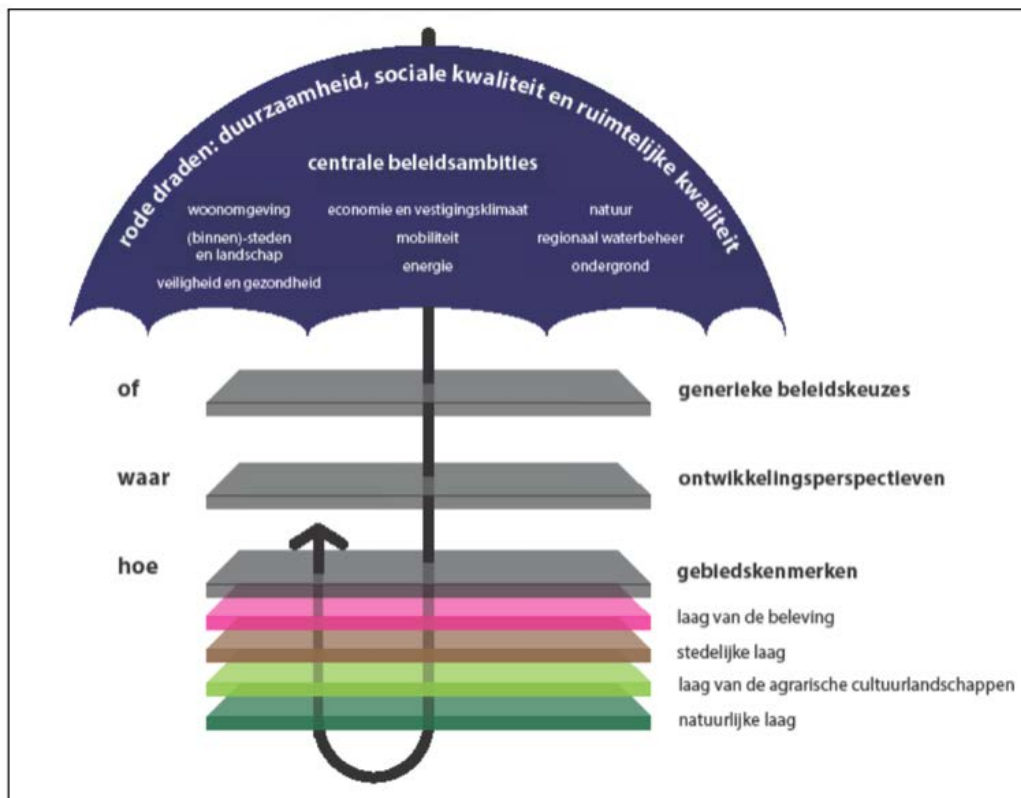 rode draden: duurzaamheid, sociale kwaliteit en ruimtelijke kwaliteit
centrale beleidsambities
woonomgeving
(binnen)-steden
en landschap
veiligheid en gezondheid
economie en vestigingsklimaat
mobiliteit
energie
natuur
regionaal waterbeheer
ondergrond
of
generieke beleidskeuzes
waar
ontwikkelingsperspectieven
hoe
gebiedskenmerken
laag van de beleving
stedelijke laag
laag van de agrarische cultuurlandschappen
natuurlijke laag